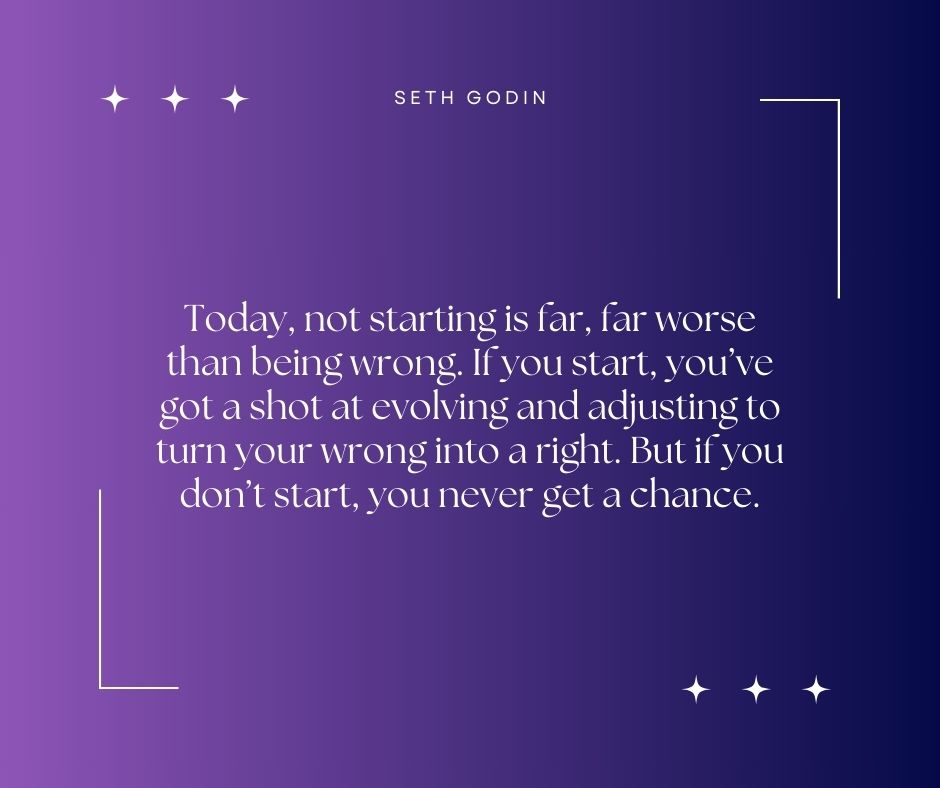 SETH GODIN
Today, not starting is far, far worse
than being wrong. If you start, you’ve
got a shot at evolving and adjusting to
turn your wrong into a right. But if you
don’t start, you never get a chance.